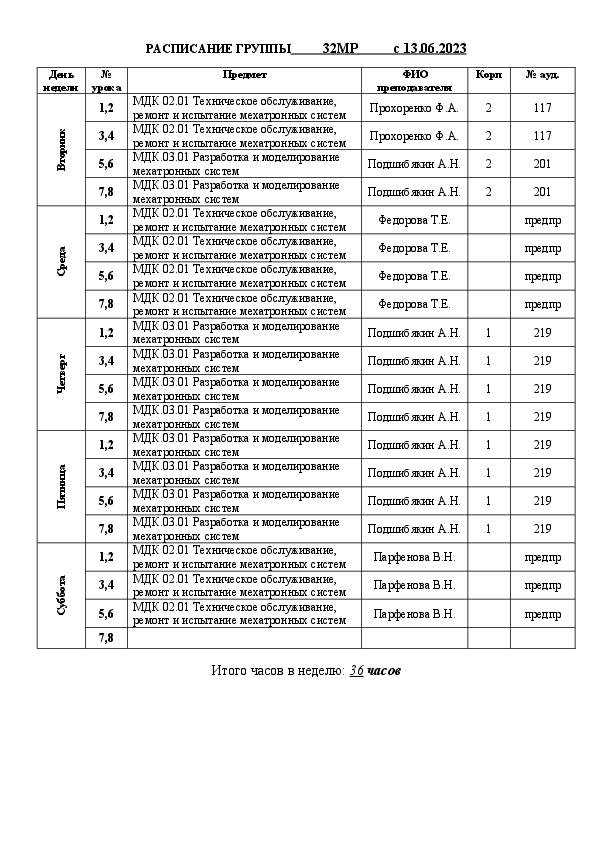 РАСПИСАНИЕ ГРУППЫ 32МР с 13.06.2023
День недели № урока Предмет ФИО преподавателя Корп № ауд.
Вторник
1,2 МДК 02.01 Техническое обслуживание, ремонт и испытание мехатронных систем Прохоренко Ф.А. 2 117
3,4 МДК 02.01 Техническое обслуживание, ремонт и испытание мехатронных систем Прохоренко Ф.А. 2 117
5,6 МДК.03.01 Разработка и моделирование мехатронных систем Подшибякин А.Н. 2 201
7,8 МДК.03.01 Разработка и моделирование мехатронных систем Подшибякин А.Н. 2 201
Среда
1,2 МДК 02.01 Техническое обслуживание, ремонт и испытание мехатронных систем Федорова Т.Е. предпр
3,4 МДК 02.01 Техническое обслуживание, ремонт и испытание мехатронных систем Федорова Т.Е. предпр
5,6 МДК 02.01 Техническое обслуживание, ремонт и испытание мехатронных систем Федорова Т.Е. предпр
7,8 МДК 02.01 Техническое обслуживание, ремонт и испытание мехатронных систем Федорова Т.Е. предпр
Четверг
1,2 МДК.03.01 Разработка и моделирование мехатронных систем Подшибякин А.Н. 1 219
3,4 МДК.03.01 Разработка и моделирование мехатронных систем Подшибякин А.Н. 1 219
5,6 МДК.03.01 Разработка и моделирование мехатронных систем Подшибякин А.Н. 1 219
7,8 МДК.03.01 Разработка и моделирование мехатронных систем Подшибякин А.Н. 1 219
Пятница
1,2 МДК.03.01 Разработка и моделирование мехатронных систем Подшибякин А.Н. 1 219
3,4 МДК.03.01 Разработка и моделирование мехатронных систем Подшибякин А.Н. 1 219
5,6 МДК.03.01 Разработка и моделирование мехатронных систем Подшибякин А.Н. 1 219
7,8 МДК.03.01 Разработка и моделирование мехатронных систем Подшибякин А.Н. 1 219
Суббота
1,2 МДК 02.01 Техническое обслуживание, ремонт и испытание мехатронных систем Парфенова В.Н. предпр
3,4 МДК 02.01 Техническое обслуживание, ремонт и испытание мехатронных систем Парфенова В.Н. предпр
5,6 МДК 02.01 Техническое обслуживание, ремонт и испытание мехатронных систем Парфенова В.Н. предпр
7,8
Итого часов в неделю: 36 часов